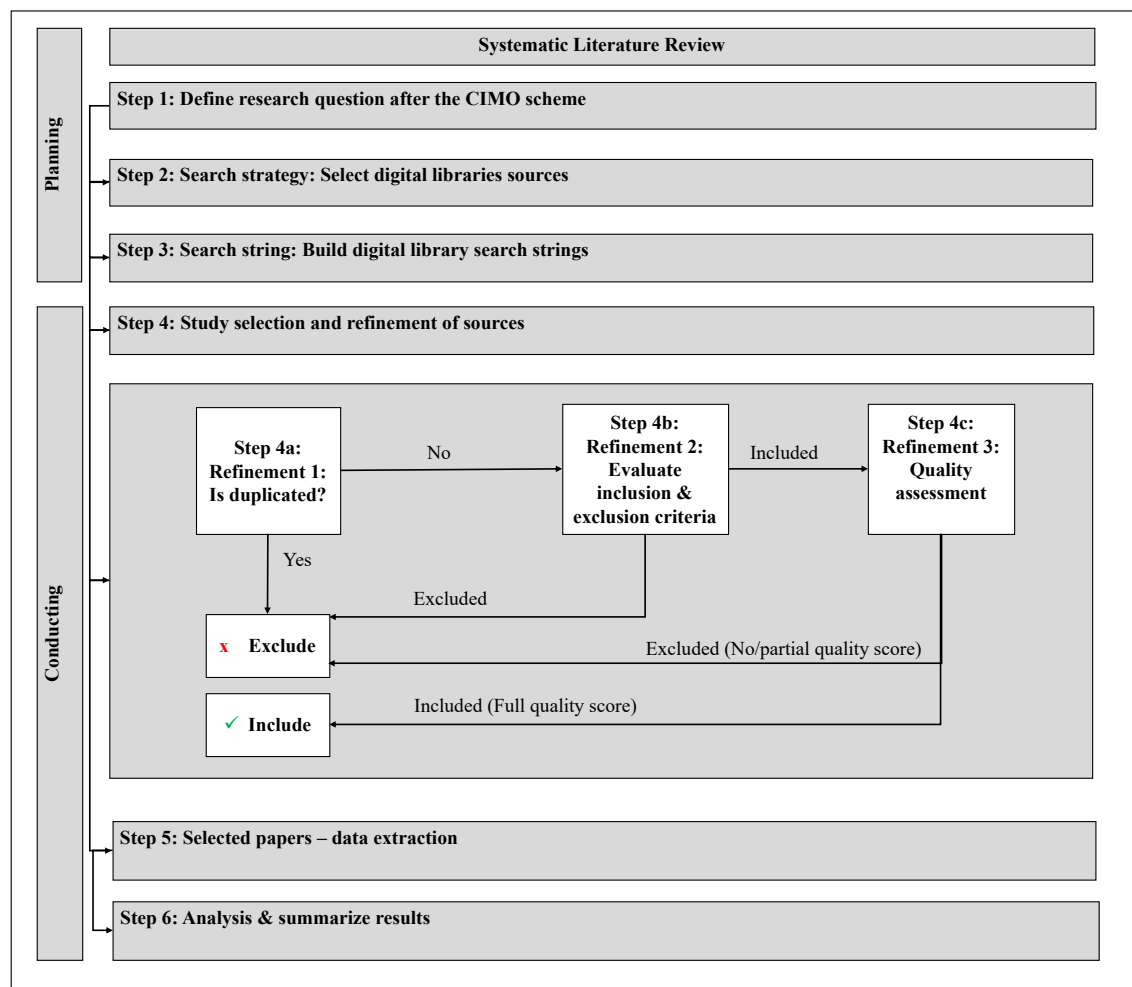 Systematic Literature Review
Planning
Step 1: Define research question after the CIMO scheme
Step 2: Search strategy: Select digital libraries sources
Step 3: Search string: Build digital library search strings
Conducting
Step 4: Study selection and refinement of sources
Step 4a:
Refinement 1:
Is duplicated?
No
Step 4b:
Refinement 2:
Evaluate
inclusion &
exclusion criteria
Included
Step 4c:
Refinement 3:
Quality
assessment
Yes
Excluded
x Exclude
Excluded (No/partial quality score)
Included (Full quality score)
✓ Include
Step 5: Selected papers – data extraction
Step 6: Analysis & summarize results